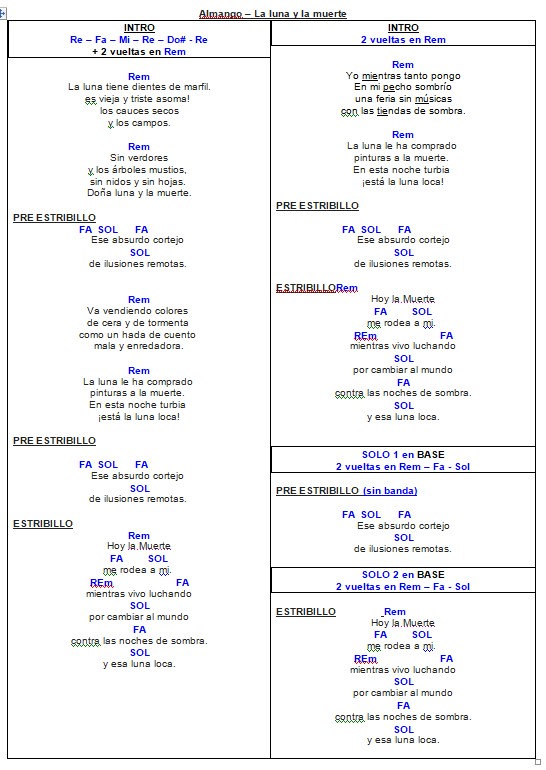 Almango – La luna y la muerte
INTRO
Re – Fa – Mi – Re – Do# - Re
+ 2 vueltas en Rem
Rem
La luna tiene dientes de marfil.
es vieja y triste asoma!
los cauces secos
y los campos.
Rem
Sin verdores
y los árboles mustios,
sin nidos y sin hojas.
Doña luna y la muerte.
PRE ESTRIBILLO
FA SOL FA
Ese absurdo cortejo
SOL
de ilusiones remotas.
Rem
Va vendiendo colores
de cera y de tormenta
como un hada de cuento
mala y enredadora.
Rem
La luna le ha comprado
pinturas a la muerte.
En esta noche turbia
¡está la luna loca!
PRE ESTRIBILLO
FA SOL FA
Ese absurdo cortejo
SOL
de ilusiones remotas.
ESTRIBILLO
Rem
Hoy la Muerte
FA SOL
me rodea a mi.
REm FA
mientras vivo luchando
SOL
por cambiar al mundo
FA
contra las noches de sombra.
SOL
y esa luna loca.
INTRO
2 vueltas en Rem
Rem
Yo mientras tanto pongo
En mi pecho sombrío
una feria sin músicas
con las tiendas de sombra.
Rem
La luna le ha comprado
pinturas a la muerte.
En esta noche turbia
¡está la luna loca!
PRE ESTRIBILLO
FA SOL FA
Ese absurdo cortejo
SOL
de ilusiones remotas.
ESTRIBILLORem
Hoy la Muerte
FA SOL
me rodea a mi.
REm FA
mientras vivo luchando
SOL
por cambiar al mundo
FA
contra las noches de sombra.
SOL
y esa luna loca.
SOLO 1 en BASE
2 vueltas en Rem – Fa - Sol
PRE ESTRIBILLO (sin banda)
FA SOL FA
Ese absurdo cortejo
SOL
de ilusiones remotas.
SOLO 2 en BASE
2 vueltas en Rem – Fa - Sol
ESTRIBILLO Rem
Hoy la Muerte
FA SOL
me rodea a mi.
REm FA
mientras vivo luchando
SOL
por cambiar al mundo
FA
contra las noches de sombra.
SOL
y esa luna loca.